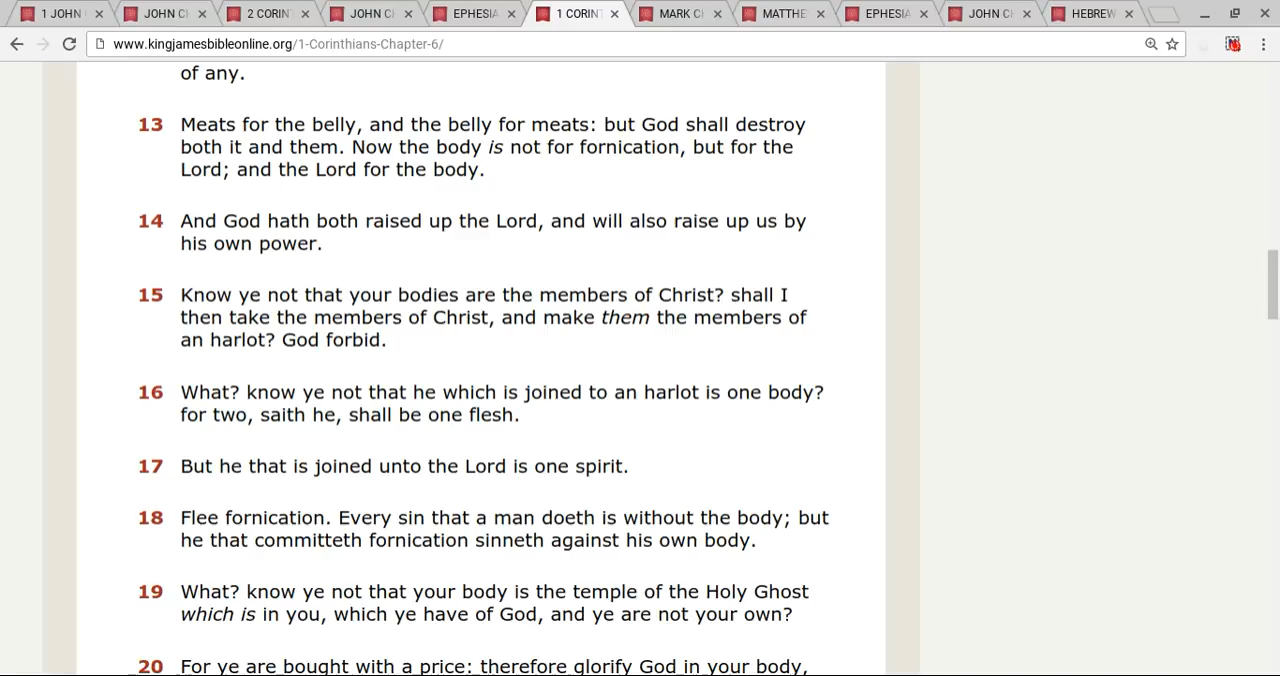 1 JOHN
JOHN C
2 CORIN
JOHN C
EPHESIA
1 CORIN
MARK C
MATTHE
EPHESIA
JOHN C
HEBREW
www.kingjamesbibleonline.org/1-Corinthians-Chapter-6/
of any.
13 Meats for the belly, and the belly for meats: but God shall destroy
both it and them. Now the body is not for fornication, but for the
Lord; and the Lord for the body.
14 And God hath both raised up the Lord, and will also raise up us by
his own power.
15 Know ye not that your bodies are the members of Christ? shall I
then take the members of Christ, and make them the members of
an harlot? God forbid.
16 What? know ye not that he which is joined to an harlot is one body?
for two, saith he, shall be one flesh.
17 But he that is joined unto the Lord is one spirit.
18 Flee fornication. Every sin that a man doeth is without the body; but
he that committeth fornication sinneth against his own body.
19 What? know ye not that your body is the temple of the Holy Ghost
which is in you, which ye have of God, and ye are not your own?
20 For ye are bought with a price: therefore glorify God in your body,